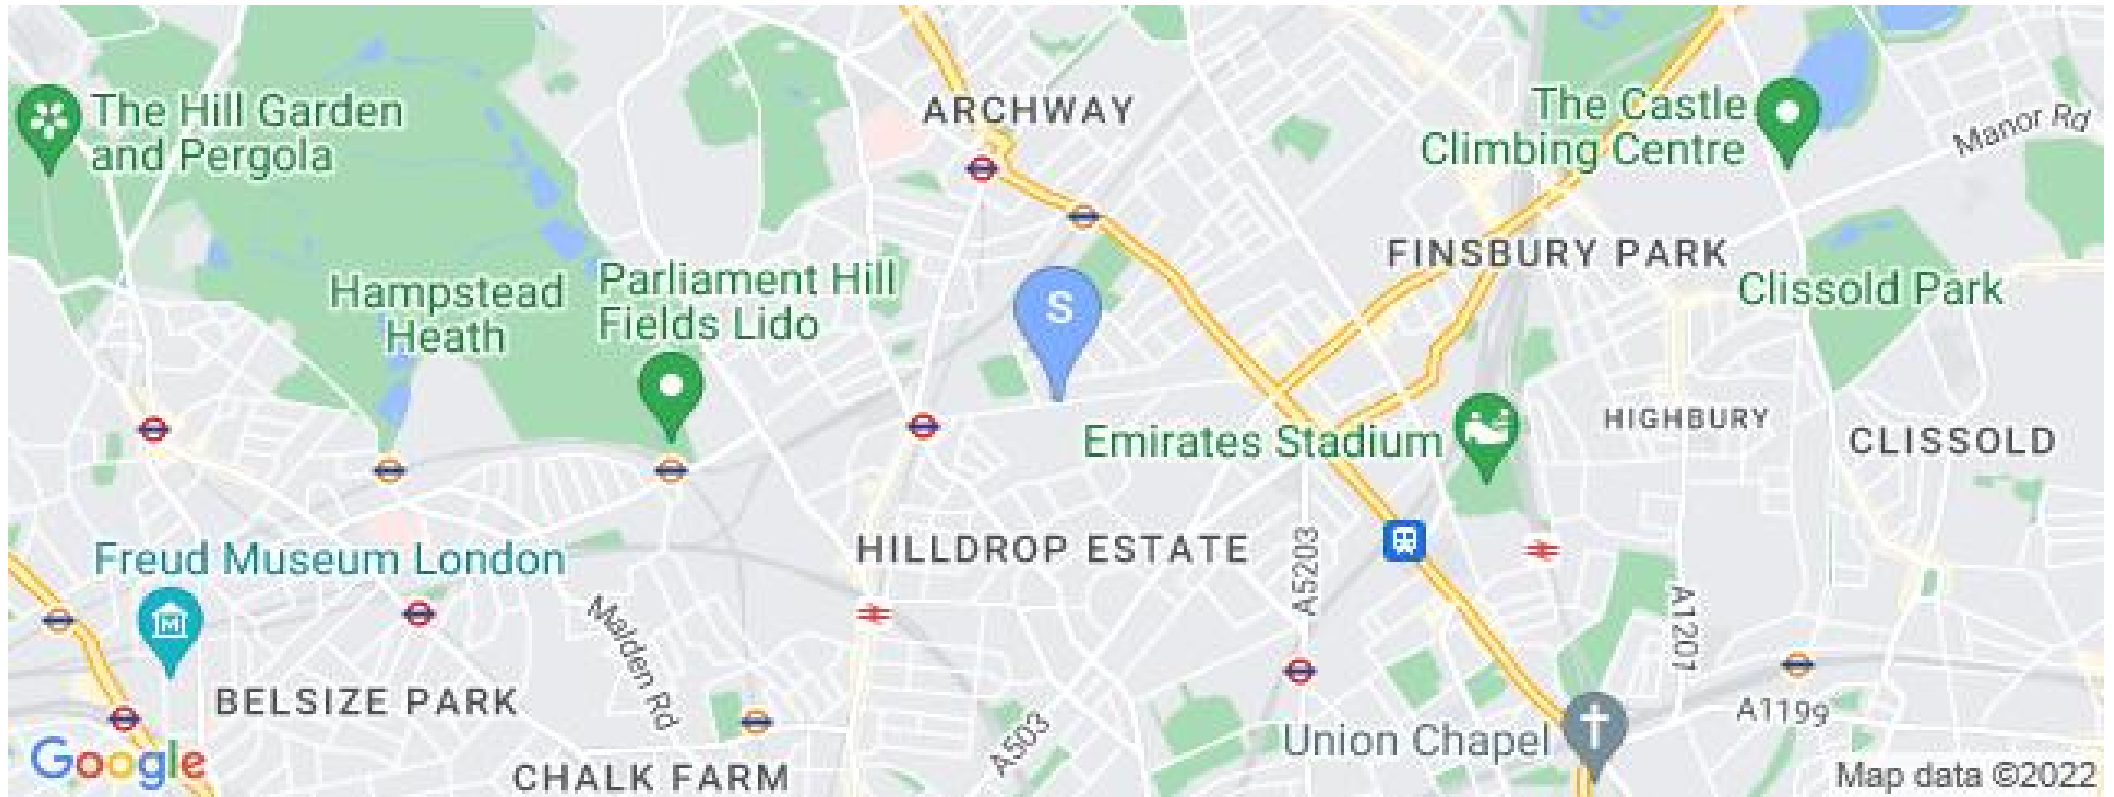 ARCHWAY
The Hill Garden
and Pergola
The Castle
Climbing Centre
Manor Rd
FINSBURY PARK
Hampstead
Heath
Parliament Hill
Fields Lido
S
Clissold Park
HIGHBURY
CLISSOLD
Emirates Stadium
HILLDROP ESTATE
A5203
Freud Museum London
Malden Rd
A1201
BELSIZE PARK
A503
Union Chapel
A1199
Google
CHALK FARM
Map data ©2022